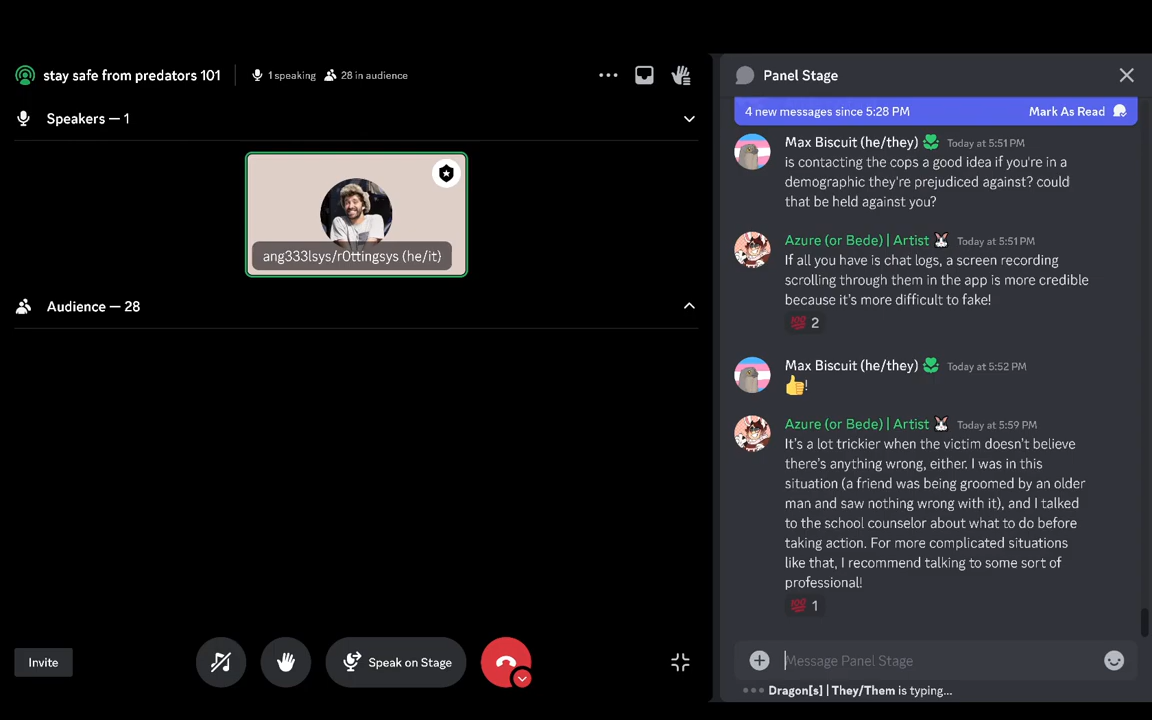 stay safe from predators 101
1 speaking
28 in audience
Speakers — 1
ang333lsys/r0ttingsys (he/it)
Audience — 28
Invite
Speak on Stage
Panel Stage
4 new messages since 5:28 PM
Mark As Read
Max Biscuit (he/they) Today at 5:51 PM
is contacting the cops a good idea if you're in a
demographic they're prejudiced against? could
that be held against you?
Azure (or Bede) | Artist Today at 5:51 PM
If all you have is chat logs, a screen recording
scrolling through them in the app is more credible
because it's more difficult to fake!
2
Max Biscuit (he/they) Today at 5:52 PM
!
Azure (or Bede) | Artist Today at 5:59 PM
It's a lot trickier when the victim doesn't believe
there's anything wrong, either. I was in this
situation (a friend was being groomed by an older
man and saw nothing wrong with it), and I talked
to the school counselor about what to do before
taking action. For more complicated situations
like that, I recommend talking to some sort of
professional!
1
Message Panel Stage
Dragon[s] | They/Them is typing...